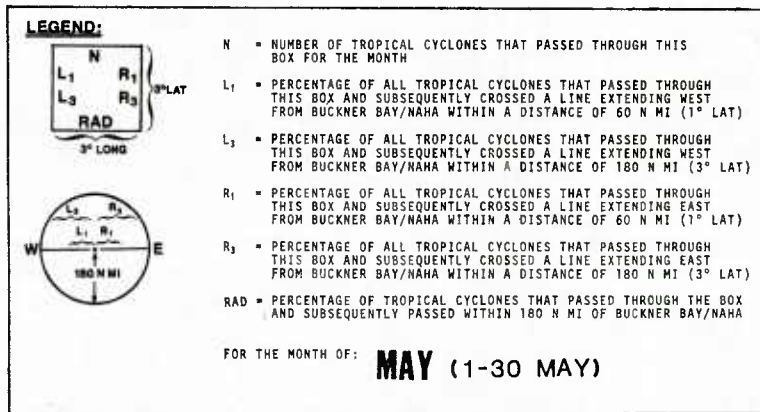 LEGEND:
N
L₁ R₁
L₃ R₃
RAD
3°LAT
3° LONG
L₃ R₃
L₁ R₁
W E
180 N MI
N = NUMBER OF TROPICAL CYCLONES THAT PASSED THROUGH THIS
BOX FOR THE MONTH
L₁ = PERCENTAGE OF ALL TROPICAL CYCLONES THAT PASSED THROUGH
THIS BOX AND SUBSEQUENTLY CROSSED A LINE EXTENDING WEST
FROM BUCKNER BAY/NAHA WITHIN A DISTANCE OF 60 N MI (1° LAT)
L₃ = PERCENTAGE OF ALL TROPICAL CYCLONES THAT PASSED THROUGH
THIS BOX AND SUBSEQUENTLY CROSSED A LINE EXTENDING WEST
FROM BUCKNER BAY/NAHA WITHIN A DISTANCE OF 180 N MI (3° LAT)
R₁ = PERCENTAGE OF ALL TROPICAL CYCLONES THAT PASSED THROUGH
THIS BOX AND SUBSEQUENTLY CROSSED A LINE EXTENDING EAST
FROM BUCKNER BAY/NAHA WITHIN A DISTANCE OF 60 N MI (1° LAT)
R₃ = PERCENTAGE OF ALL TROPICAL CYCLONES THAT PASSED THROUGH
THIS BOX AND SUBSEQUENTLY CROSSED A LINE EXTENDING EAST
FROM BUCKNER BAY/NAHA WITHIN A DISTANCE OF 180 N MI (3° LAT)
RAD = PERCENTAGE OF TROPICAL CYCLONES THAT PASSED THROUGH THE BOX
AND SUBSEQUENTLY PASSED WITHIN 180 N MI OF BUCKNER BAY/NAHA
FOR THE MONTH OF: MAY (1-30 MAY)